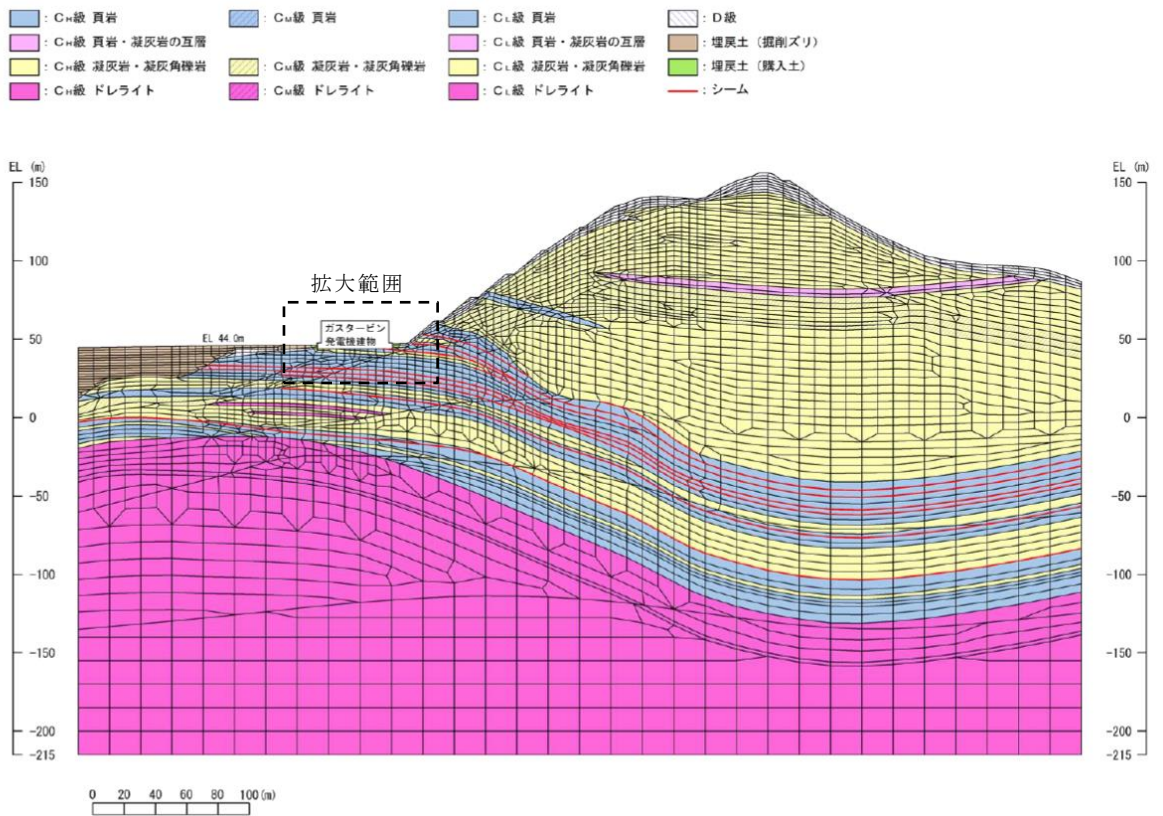 : CH級 頁岩
: CM級 頁岩
: CL級 頁岩
: D級
: CH級 頁岩・凝灰岩の互層
: CL級 頁岩・凝灰岩の互層
: 埋戻土 (掘削ズリ)
: CH級 凝灰岩・凝灰角礫岩
: CM級 凝灰岩・凝灰角礫岩
: CL級 凝灰岩・凝灰角礫岩
: 埋戻土 (購入土)
: CH級 ドレライト
: CM級 ドレライト
: CL級 ドレライト
: シーム
EL (m)
EL (m)
150
150
100
100
拡大範囲
ガスタービン
発電機建物
EL 44.0m
50
50
0
0
-50
-50
-100
-100
-150
-150
-200
-200
-215
-215
0 20 40 60 80 100(m)